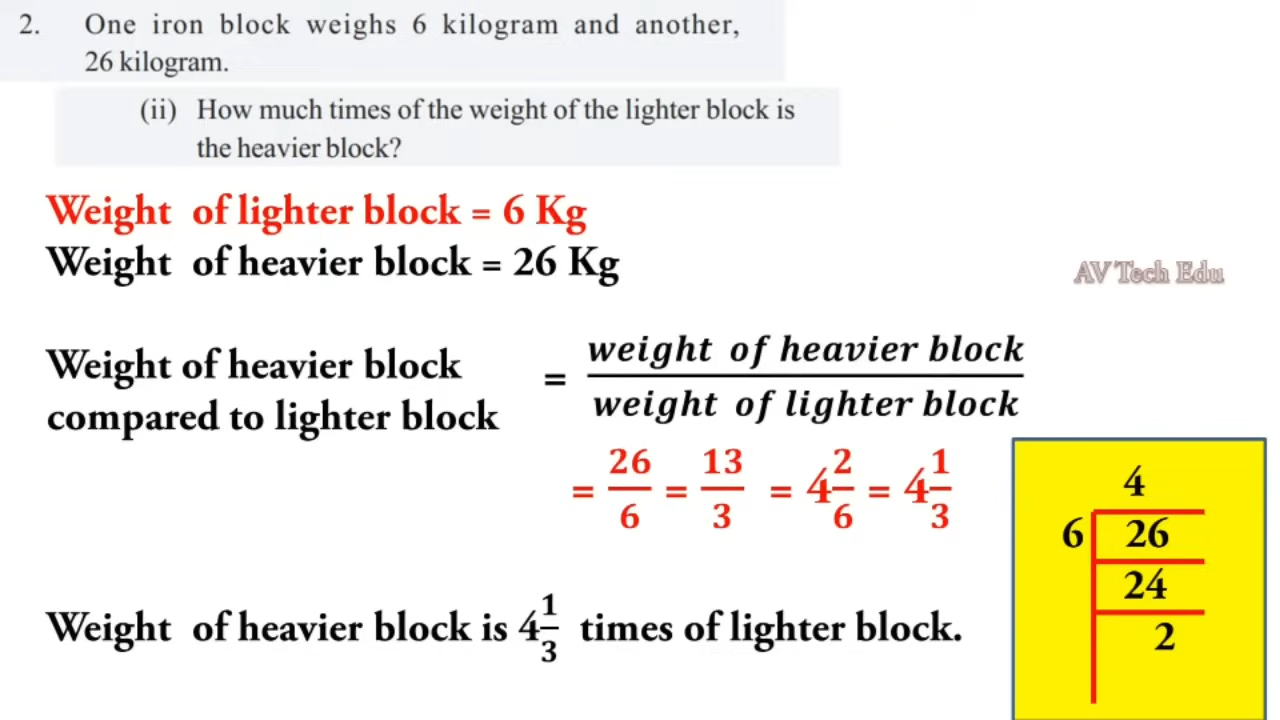 2. One iron block weighs 6 kilogram and another,
26 kilogram.
(ii) How much times of the weight of the lighter block is
the heavier block?
Weight of lighter block = 6 Kg
Weight of heavier block = 26 Kg
AV Tech Edu
Weight of heavier block
compared to lighter block
= weight of heavier block / weight of lighter block
= 26/6 = 13/3 = 4 2/6 = 4 1/3
4
6 26
24
2
Weight of heavier block is 4 1/3 times of lighter block.